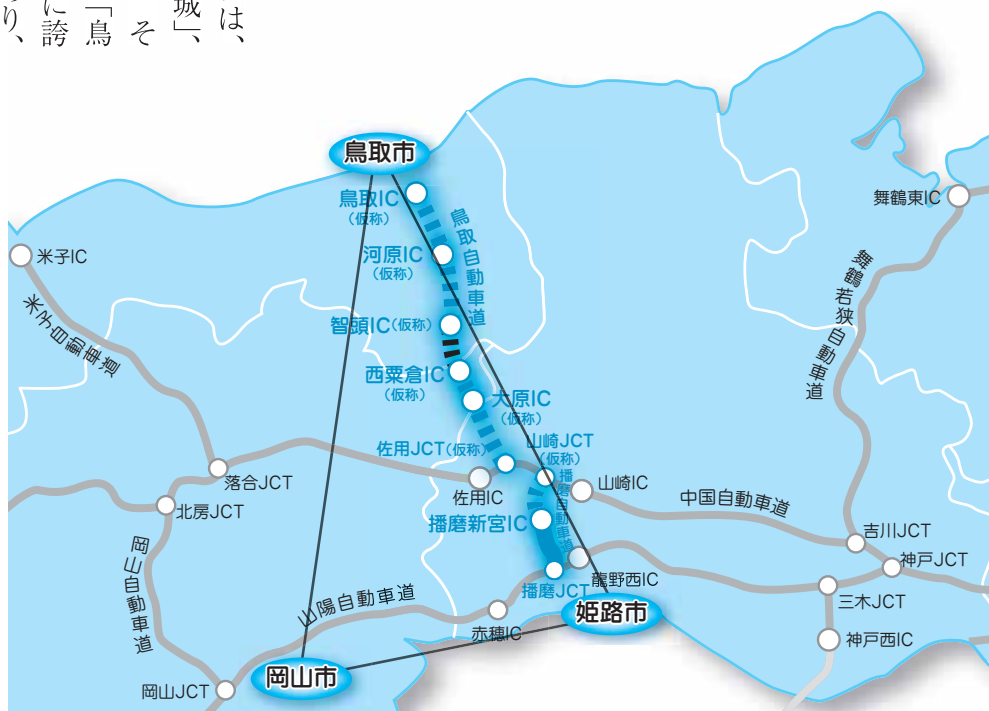 は、
城」、
そ
「鳥
に誇
り、
鳥取市
鳥取IC
(仮称)
鳥取自動車道
河原IC
(仮称)
智頭IC(仮称)
西粟倉IC
(仮称)
大原IC
(仮称)
佐用JCT(仮称)
山崎JCT
(仮称)
佐用IC
山崎IC
播磨自動車道
播磨新宮IC
播磨JCT
龍野西IC
姫路市
赤穂IC
山陽自動車道
岡山市
岡山JCT
岡山自動車道
北房JCT
落合JCT
米子自動車道
米子IC
中国自動車道
舞鶴東IC
舞鶴若狭自動車道
吉川JCT
神戸JCT
三木JCT
神戸西IC